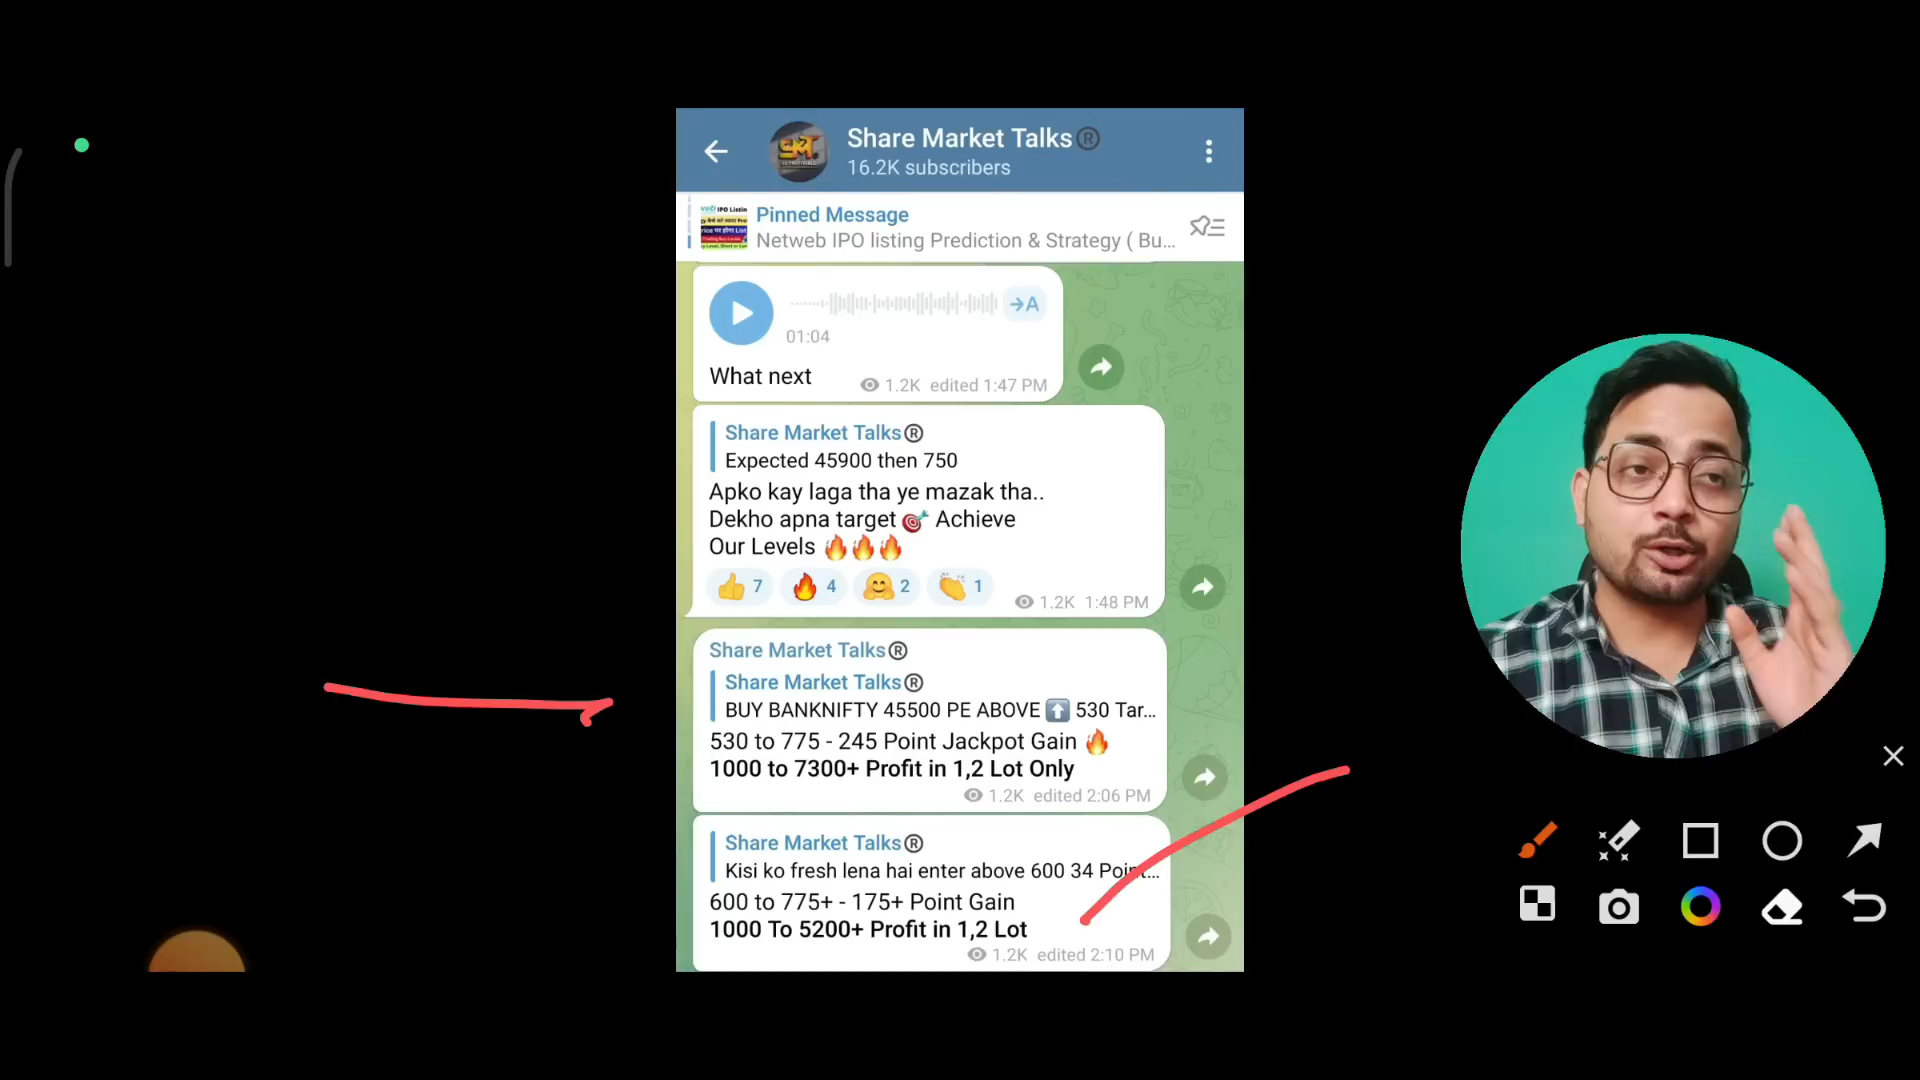 Share Market Talks®
16.2K subscribers
Pinned Message
Netweb IPO listing Prediction & Strategy ( Bu...
01:04
→A
What next
1.2K edited 1:47 PM
Share Market Talks®
Expected 45900 then 750
Apko kay laga tha ye mazak tha..
Dekho apna target 🎯 Achieve
Our Levels 🔥🔥🔥
👍 7 🔥 4 🤗 2 👏 1
1.2K 1:48 PM
Share Market Talks®
Share Market Talks®
BUY BANKNIFTY 45500 PE ABOVE ⬆️ 530 Tar...
530 to 775 - 245 Point Jackpot Gain 🔥
1000 to 7300+ Profit in 1,2 Lot Only
1.2K edited 2:06 PM
Share Market Talks®
Kisi ko fresh lena hai enter above 600 34 Point...
600 to 775+ - 175+ Point Gain
1000 To 5200+ Profit in 1,2 Lot
1.2K edited 2:10 PM